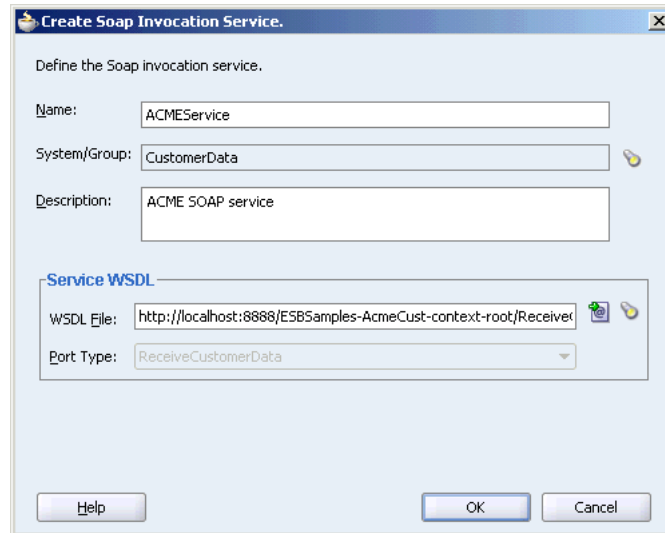 Create Soap Invocation Service.
Define the Soap invocation service.
Name: ACMEService
System/Group: CustomerData
Description: ACME SOAP service
Service WSDL
WSDL File: http://localhost:8888/ESBSamples-AcmeCust-context-root/Receive
Port Type: ReceiveCustomerData
Help OK Cancel